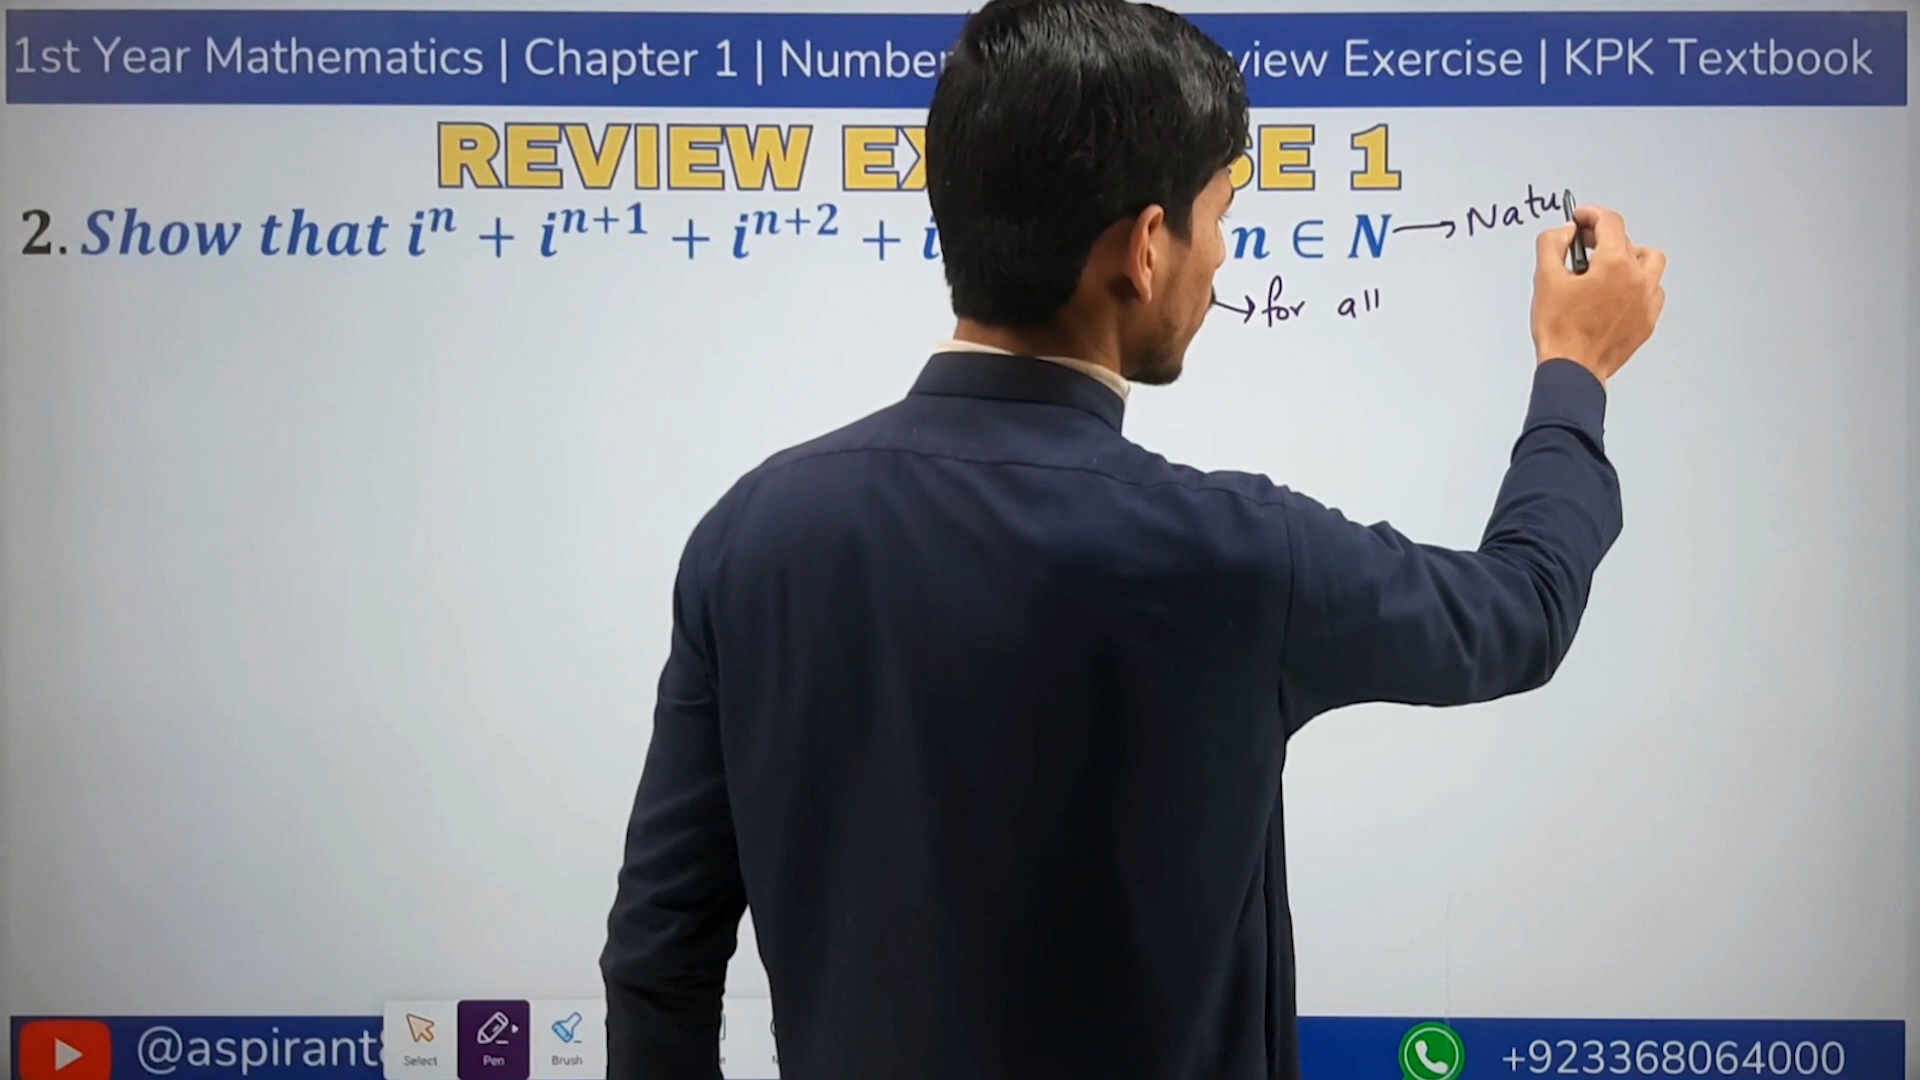 1st Year Mathematics | Chapter 1 | Number view Exercise | KPK Textbook
REVIEW EX SE 1
2. Show that iⁿ + iⁿ⁺¹ + iⁿ⁺² + i n ∈ N → Natu
→ for all
@aspirant
Select Pen Brush
+923368064000